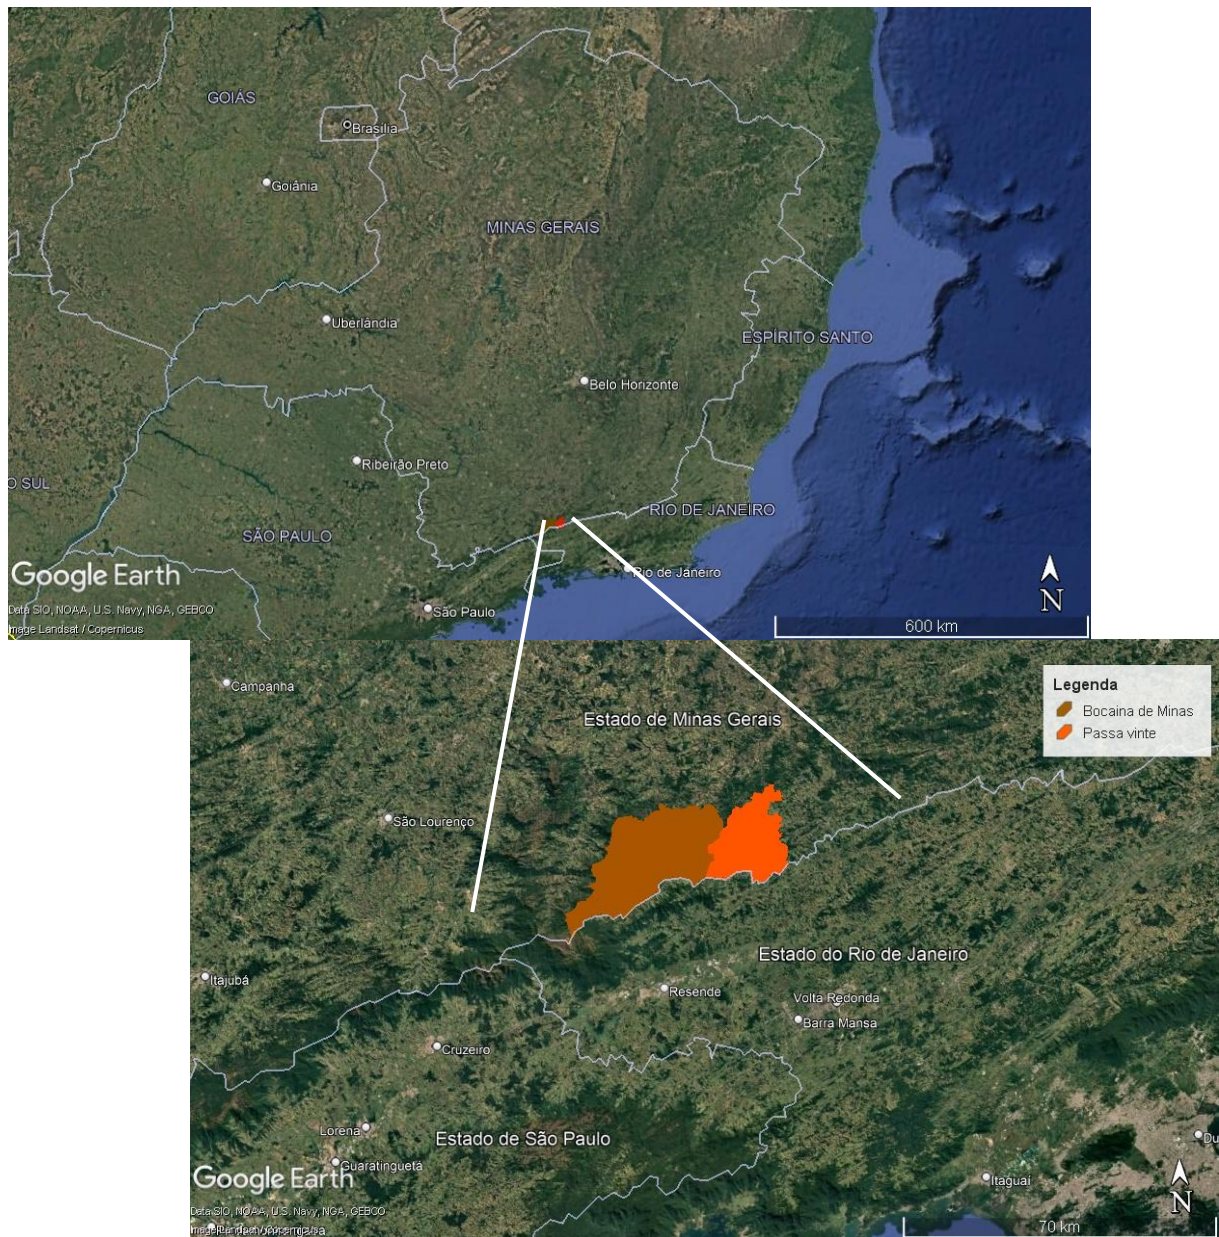 GOIÁS
Brasília
Goiânia
MINAS GERAIS
Uberlândia
ESPÍRITO SANTO
Belo Horizonte
Ribeirão Preto
O SUL
RIO DE JANEIRO
SÃO PAULO
Google Earth
Rio de Janeiro
N
Data SIO, NOAA, U.S. Navy, NGA, GEBCO
São Paulo
Image Landsat / Copernicus
600 km
Campanha
Legenda
Bocaina de Minas
Passa vinte
Estado de Minas Gerais
São Lourenço
Estado do Rio de Janeiro
Itajubá
Resende
Volta Redonda
Barra Mansa
Cruzeiro
Lorena
Estado de São Paulo
Du
Guaratinguetá
Google Earth
Itaguaí
N
Data SIO, NOAA, U.S. Navy, NGA, GEBCO
Image Landsat / Copernicus
70 km